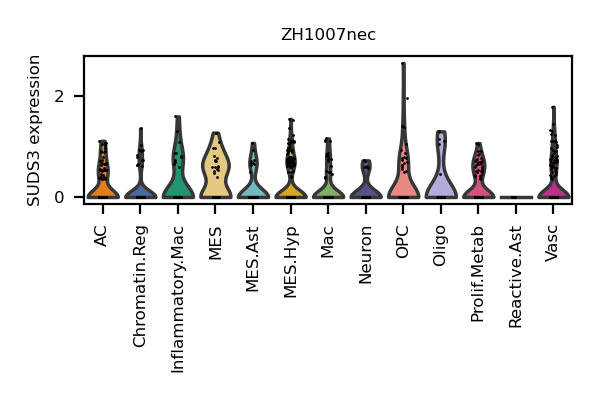 ZH1007nec
SUDS3 expression
2
0
AC
Chromatin.Reg
Inflammatory.Mac
MES
MES.Ast
MES.Hyp
Mac
Neuron
OPC
Oligo
Prolif.Metab
Reactive.Ast
Vasc